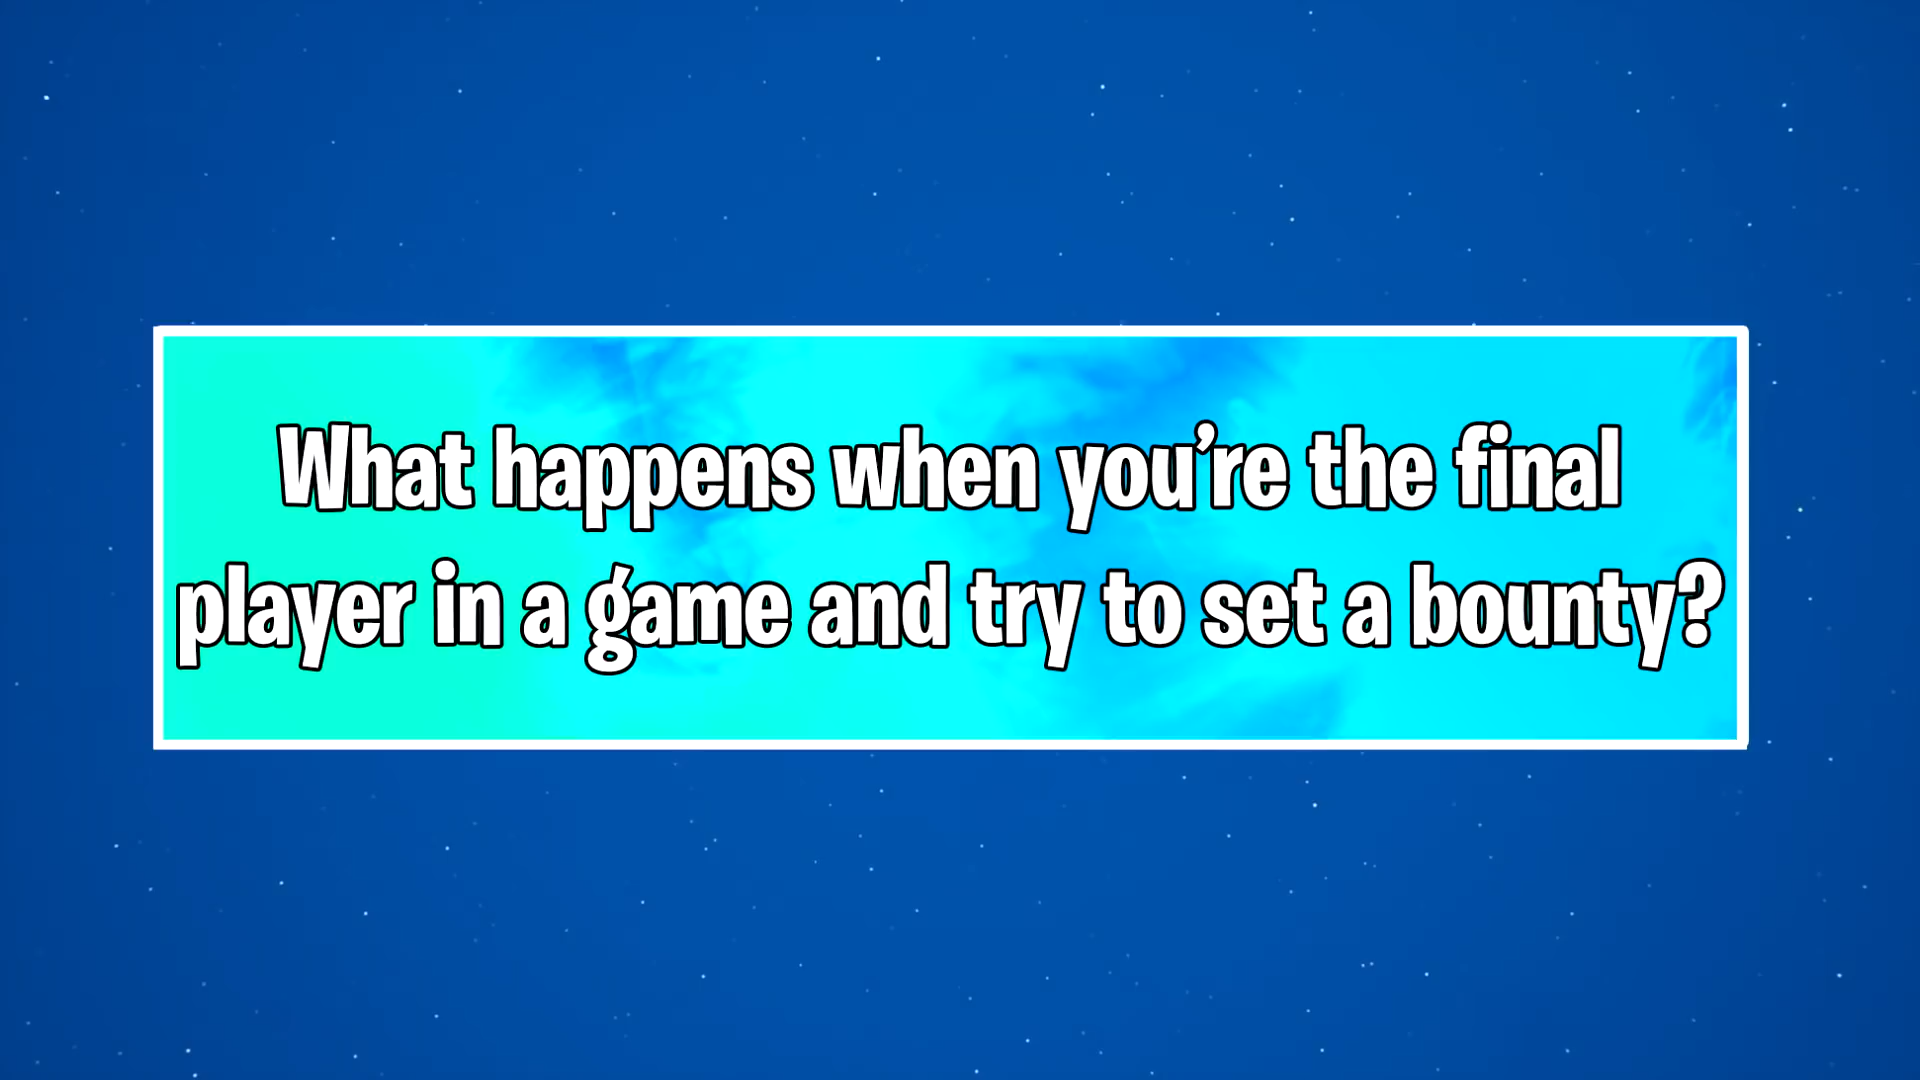 What happens when you’re the final
player in a game and try to set a bounty?